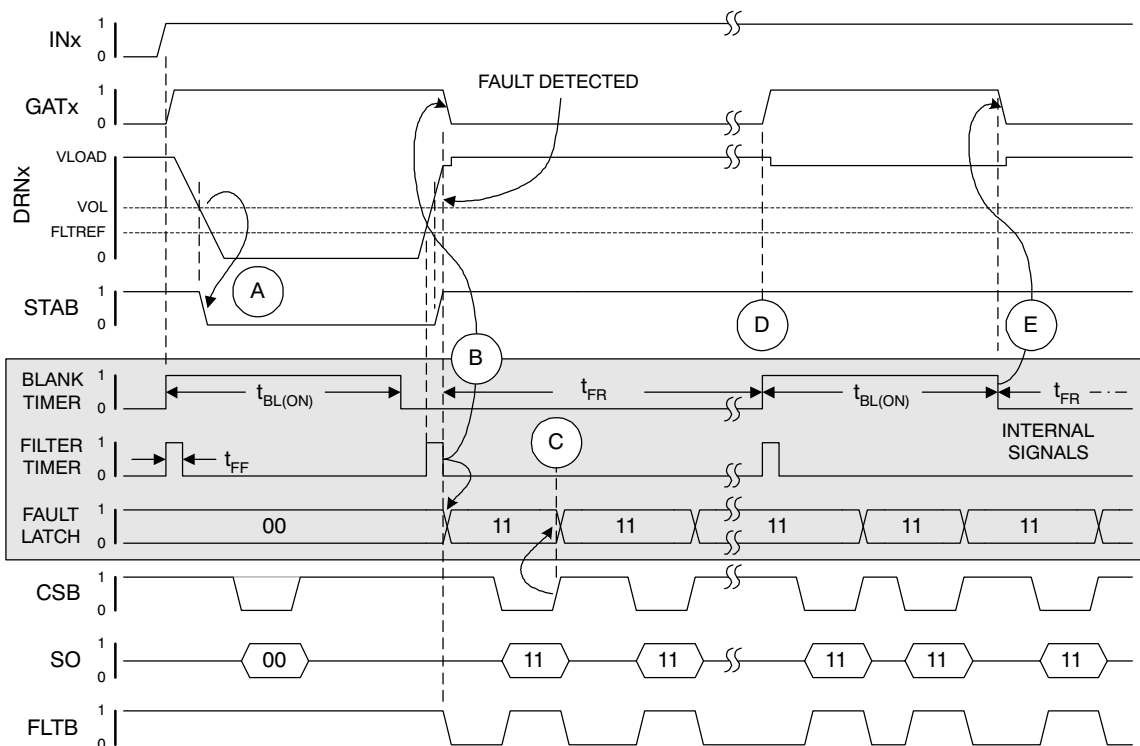 INx 1 0
GATx 1 0
FAULT DETECTED
DRNx VLOAD VOL FLTREF 0
STAB 1 0
A
B
C
D
E
BLANK TIMER 1 0 tBL(ON) tFR tBL(ON) tFR
FILTER TIMER 1 0 tFF
INTERNAL SIGNALS
FAULT LATCH 1 0 00 11 11 11 11 11
CSB 1 0
SO 1 0 00 11 11 11 11 11
FLTB 1 0